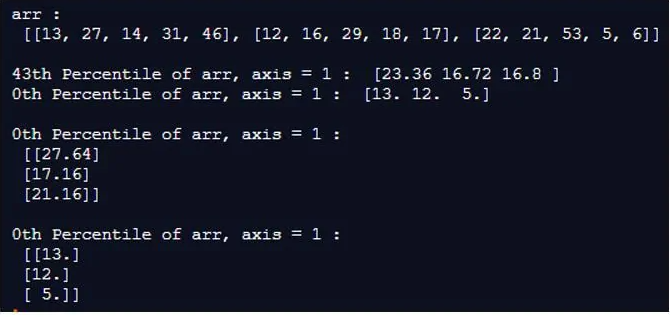 arr :
[[13, 27, 14, 31, 46], [12, 16, 29, 18, 17], [22, 21, 53, 5, 6]]
43th Percentile of arr, axis = 1 :  [23.36 16.72 16.8 ]
0th Percentile of arr, axis = 1 :  [13. 12.  5.]
0th Percentile of arr, axis = 1 :
[[27.64]
[17.16]
[21.16]]
0th Percentile of arr, axis = 1 :
[[13.]
[12.]
[ 5.]]